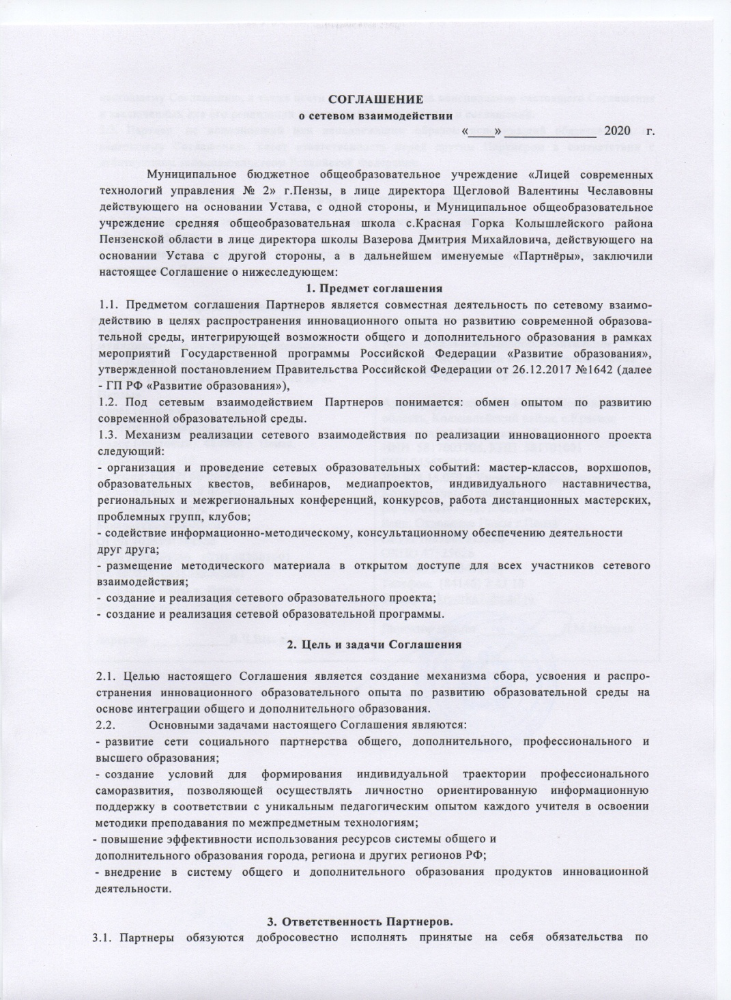 СОГЛАШЕНИЕ
о сетевом взаимодействии
«____» ______________ 2020 г.
Муниципальное бюджетное общеобразовательное учреждение «Лицей современных
технологий управления № 2» г.Пензы, в лице директора Щегловой Валентины Чеславовны
действующего на основании Устава, с одной стороны, и Муниципальное общеобразовательное
учреждение средняя общеобразовательная школа с.Красная Горка Колышлейского района
Пензенской области в лице директора школы Вазерова Дмитрия Михайловича, действующего на
основании Устава с другой стороны, а в дальнейшем именуемые «Партнёры», заключили
настоящее Соглашение о нижеследующем:
1. Предмет соглашения
1.1. Предметом соглашения Партнеров является совместная деятельность по сетевому взаимо-
действию в целях распространения инновационного опыта но развитию современной образова-
тельной среды, интегрирующей возможности общего и дополнительного образования в рамках
мероприятий Государственной программы Российской Федерации «Развитие образования»,
утвержденной постановлением Правительства Российской Федерации от 26.12.2017 №1642 (далее
- ГП РФ «Развитие образования»),
1.2. Под сетевым взаимодействием Партнеров понимается: обмен опытом по развитию
современной образовательной среды.
1.3. Механизм реализации сетевого взаимодействия по реализации инновационного проекта
следующий:
- организация и проведение сетевых образовательных событий: мастер-классов, ворхшопов,
образовательных квестов, вебинаров, медиапроектов, индивидуального наставничества,
региональных и межрегиональных конференций, конкурсов, работа дистанционных мастерских,
проблемных групп, клубов;
- содействие информационно-методическому, консультационному обеспечению деятельности
друг друга;
- размещение методического материала в открытом доступе для всех участников сетевого
взаимодействия;
- создание и реализация сетевого образовательного проекта;
- создание и реализация сетевой образовательной программы.
2. Цель и задачи Соглашения
2.1. Целью настоящего Соглашения является создание механизма сбора, усвоения и распро-
странения инновационного образовательного опыта по развитию образовательной среды на
основе интеграции общего и дополнительного образования.
2.2. Основными задачами настоящего Соглашения являются:
- развитие сети социального партнерства общего, дополнительного, профессионального и
высшего образования;
- создание условий для формирования индивидуальной траектории профессионального
саморазвития, позволяющей осуществлять личностно ориентированную информационную
поддержку в соответствии с уникальным педагогическим опытом каждого учителя в освоении
методики преподавания по межпредметным технологиям;
- повышение эффективности использования ресурсов системы общего и
дополнительного образования города, региона и других регионов РФ;
- внедрение в систему общего и дополнительного образования продуктов инновационной
деятельности.
3. Ответственность Партнеров.
3.1. Партнеры обязуются добросовестно исполнять принятые на себя обязательства по